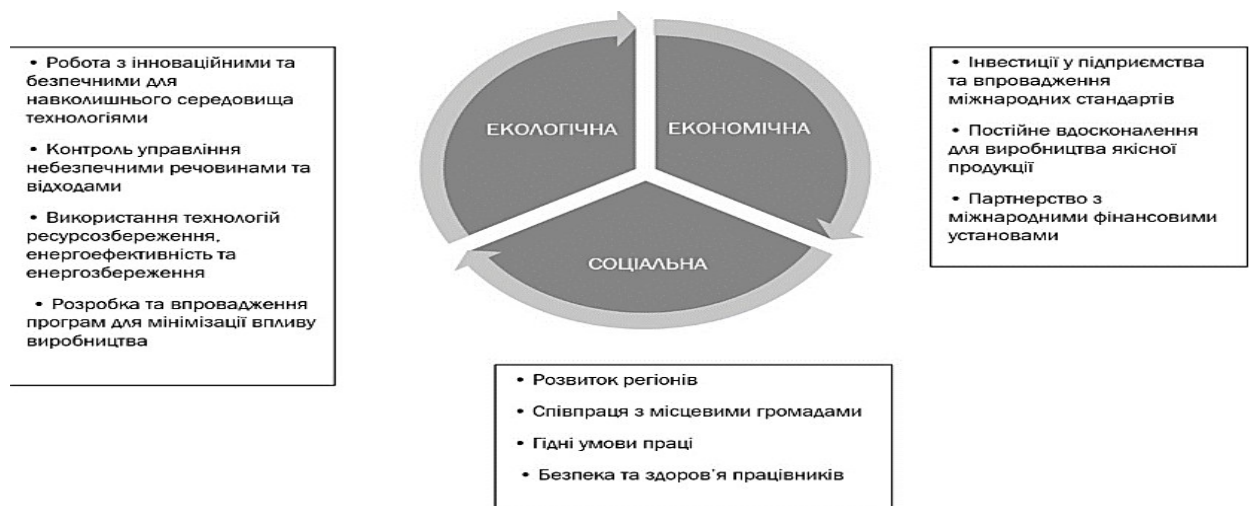 • Робота з інноваційними та
безпечними для
навколишнього середовища
технологіями
• Контроль управління
небезпечними речовинами та
відходами
• Використання технологій
ресурсозбереження,
енергоефективність та
енергозбереження
• Розробка та впровадження
програм для мінімізації впливу
виробництва
ЕКОЛОГІЧНА
ЕКОНОМІЧНА
СОЦІАЛЬНА
• Інвестиції у підприємства
та впровадження
міжнародних стандартів
• Постійне вдосконалення
для виробництва якісної
продукції
• Партнерство з
міжнародними фінансовими
установами
• Розвиток регіонів
• Співпраця з місцевими громадами
• Гідні умови праці
• Безпека та здоров'я працівників